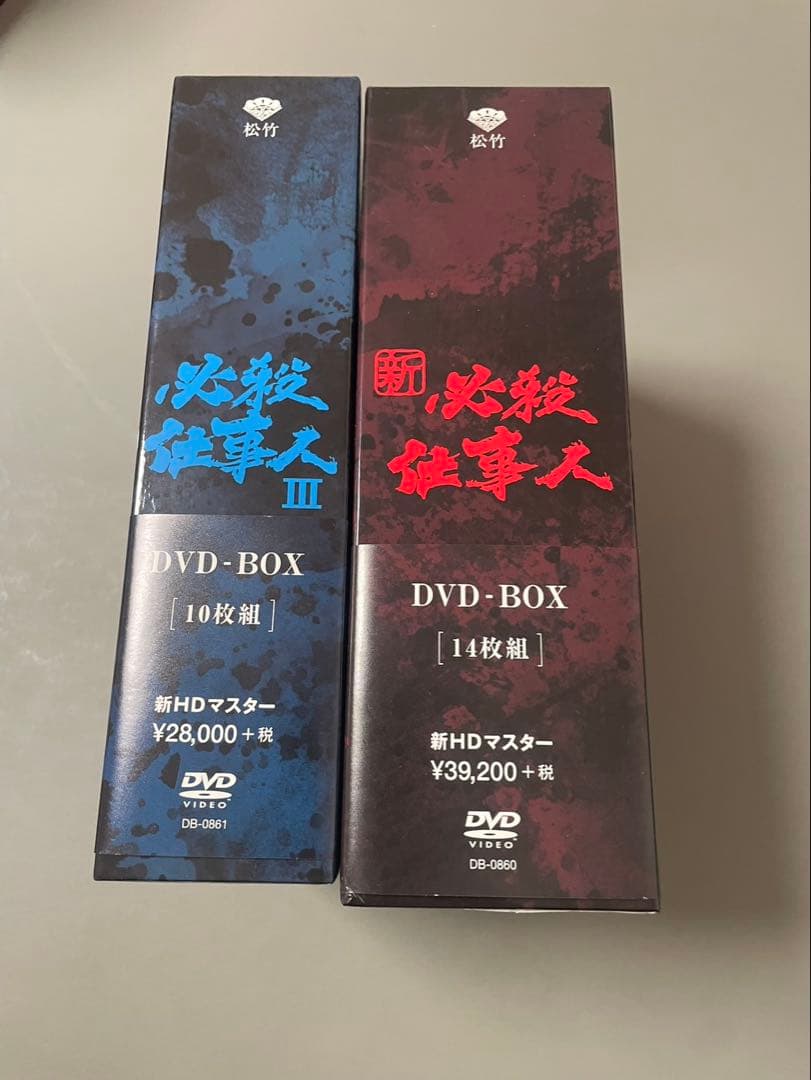 松竹
必殺
仕事人
III
DVD-BOX
[10枚組]
新HDマスター
¥28,000+税
DVD
VIDEO
DB-0861
松竹
新 必殺
仕事人
DVD-BOX
[14枚組]
新HDマスター
¥39,200+税
DVD
VIDEO
DB-0860